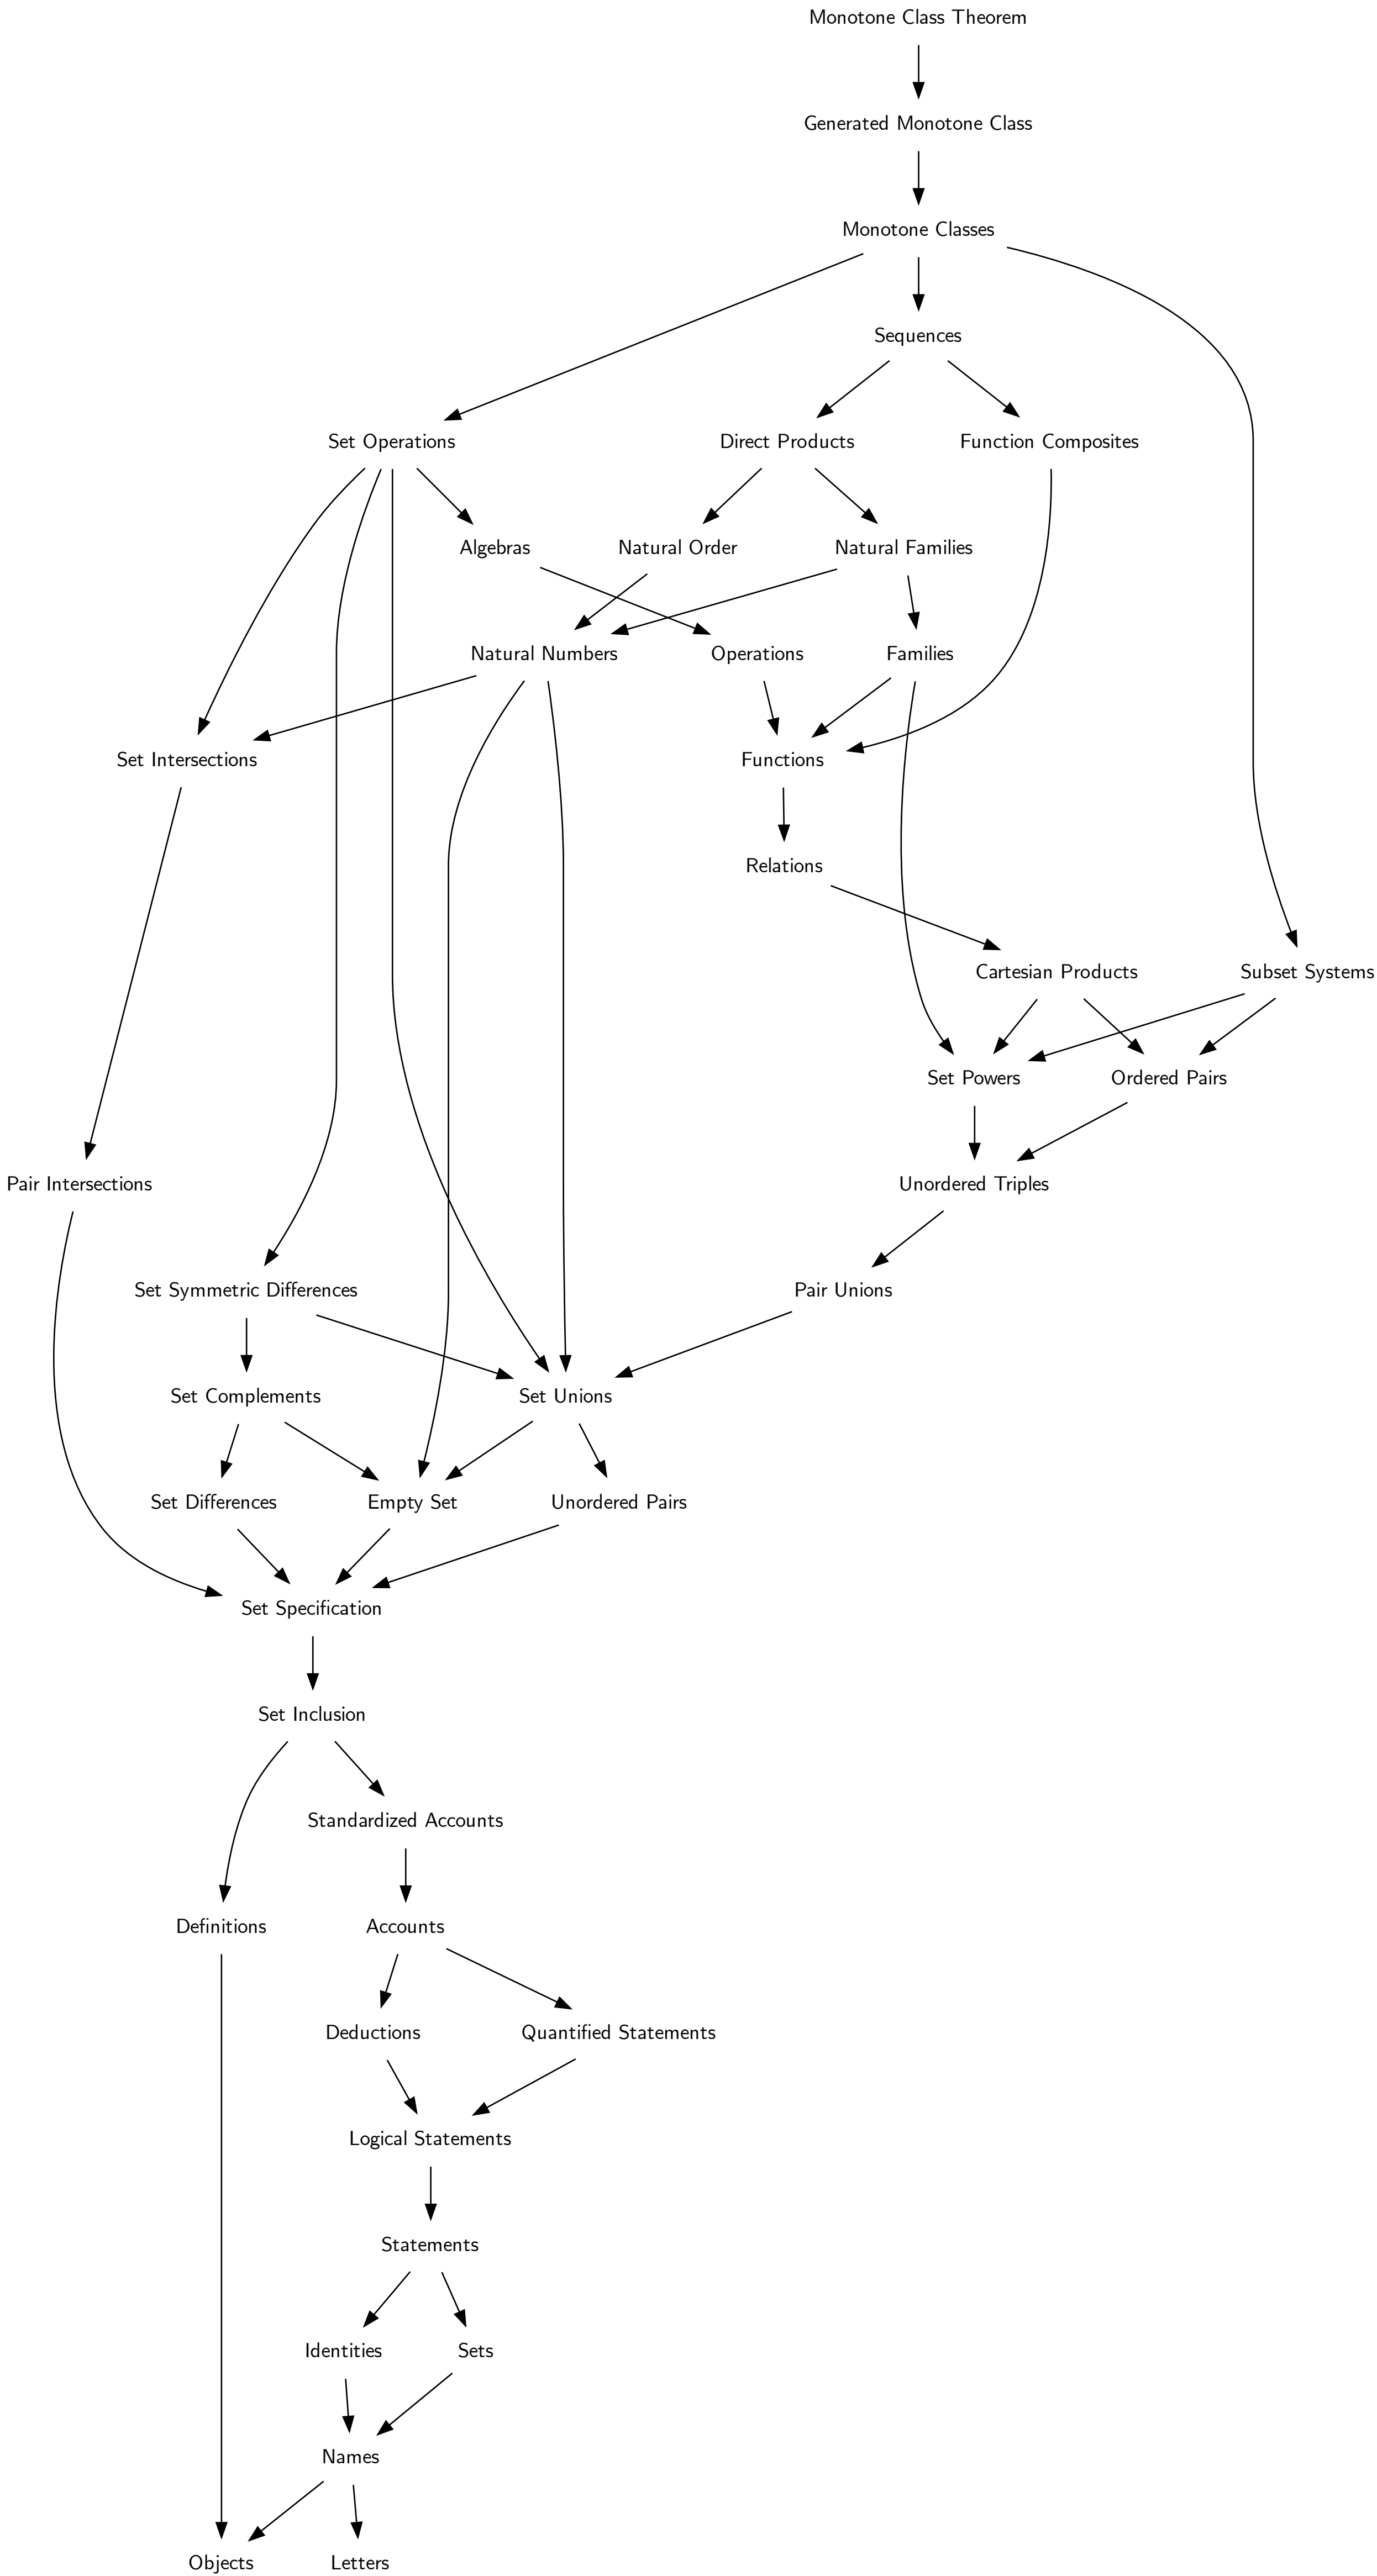 Monotone Class Theorem
Generated Monotone Class
Monotone Classes
Sequences
Set Operations
Direct Products
Function Composites
Algebras
Natural Order
Natural Families
Natural Numbers
Operations
Families
Set Intersections
Functions
Relations
Cartesian Products
Subset Systems
Set Powers
Ordered Pairs
Pair Intersections
Unordered Triples
Set Symmetric Differences
Pair Unions
Set Complements
Set Unions
Set Differences
Empty Set
Unordered Pairs
Set Specification
Set Inclusion
Standardized Accounts
Definitions
Accounts
Deductions
Quantified Statements
Logical Statements
Statements
Identities
Sets
Names
Objects
Letters